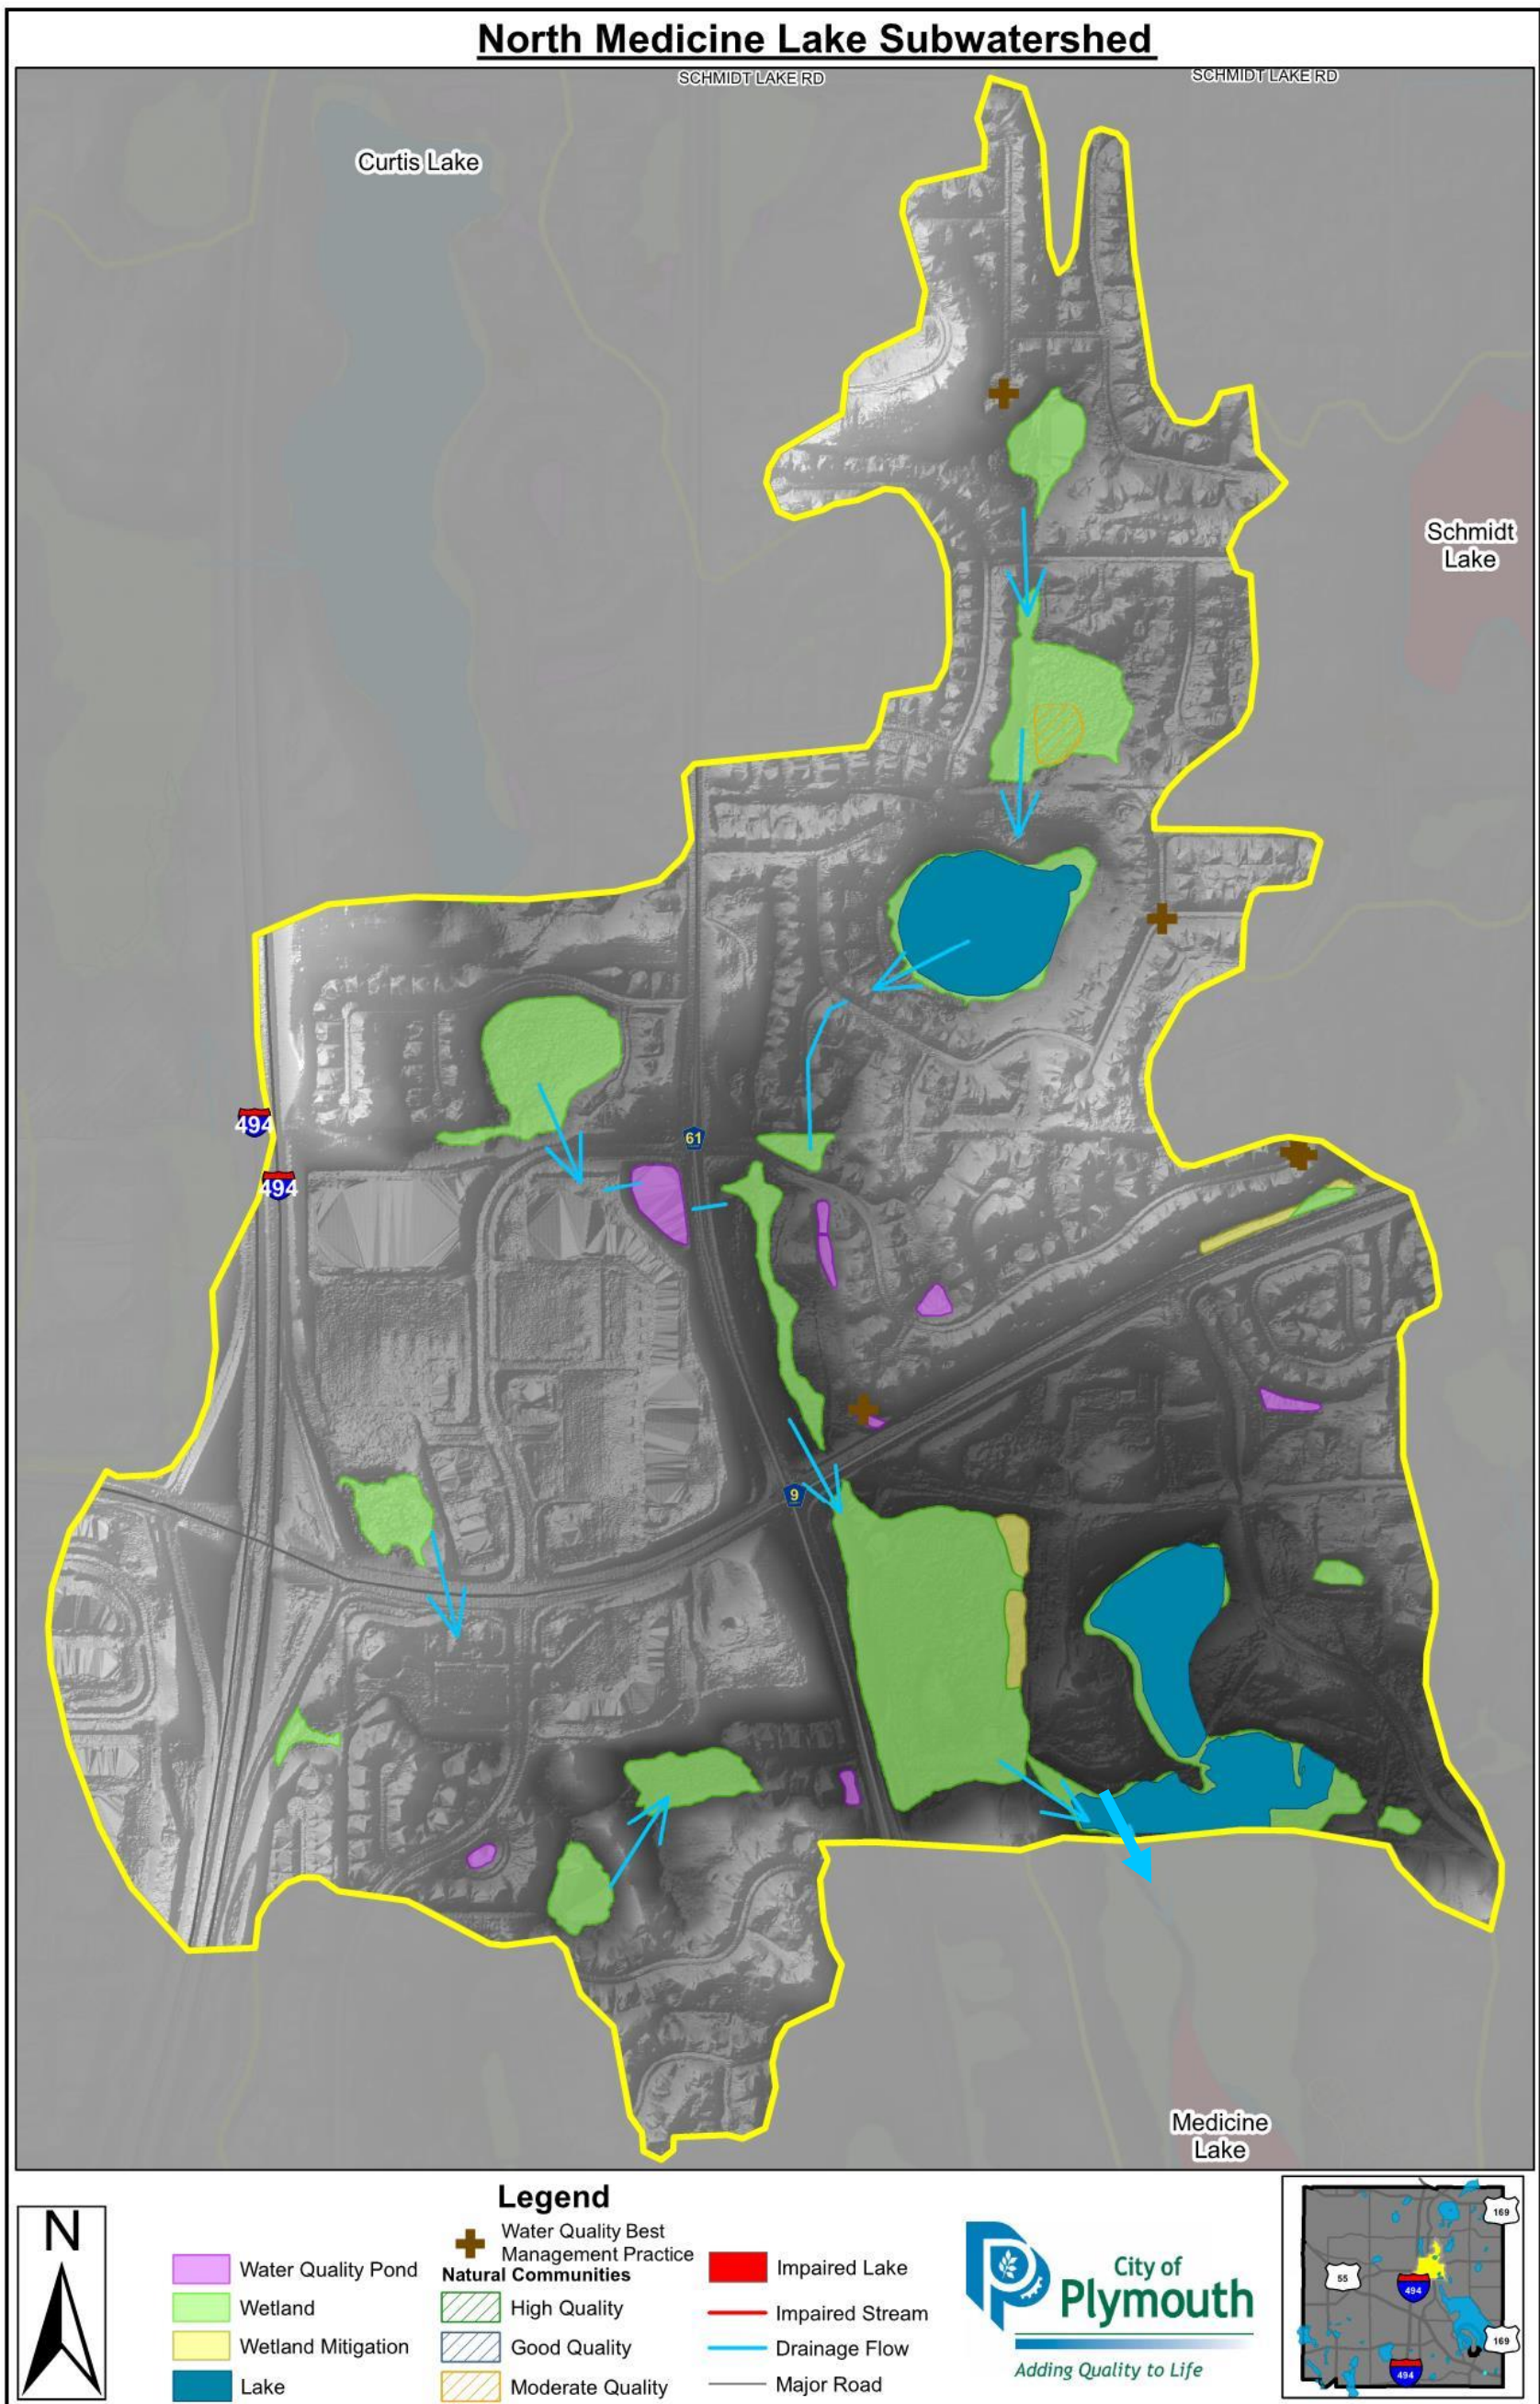 North Medicine Lake Subwatershed
SCHMIDT LAKE RD
SCHMIDT LAKE RD
Curtis Lake
Schmidt
Lake
494
61
494
9
Medicine
Lake
N
Legend
Water Quality Best
Management Practice
Water Quality Pond
Wetland
Wetland Mitigation
Lake
Natural Communities
High Quality
Good Quality
Moderate Quality
Impaired Lake
Impaired Stream
Drainage Flow
Major Road
City of
Plymouth
Adding Quality to Life
169
55
494
169
494